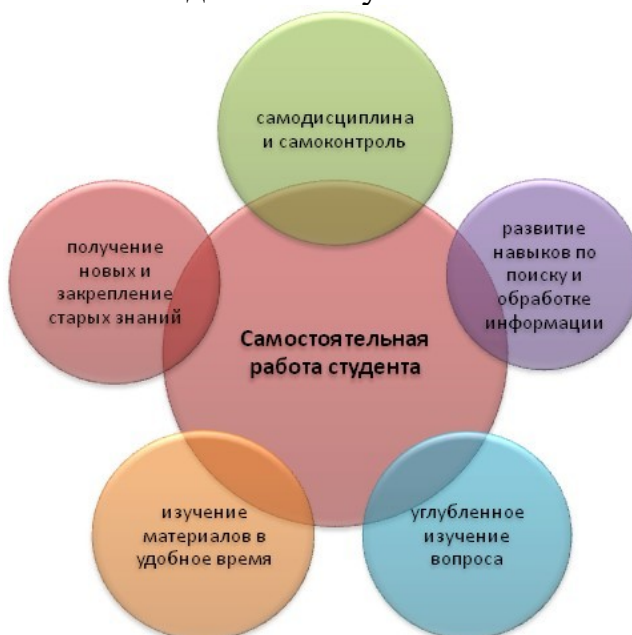 самодисциплина
и самоконтроль
получение
новых и
закрепление
старых знаний
развитие
навыков по
поиску и
обработке
информации
Самостоятельная
работа студента
изучение
материалов в
удобное время
углубленное
изучение
вопроса